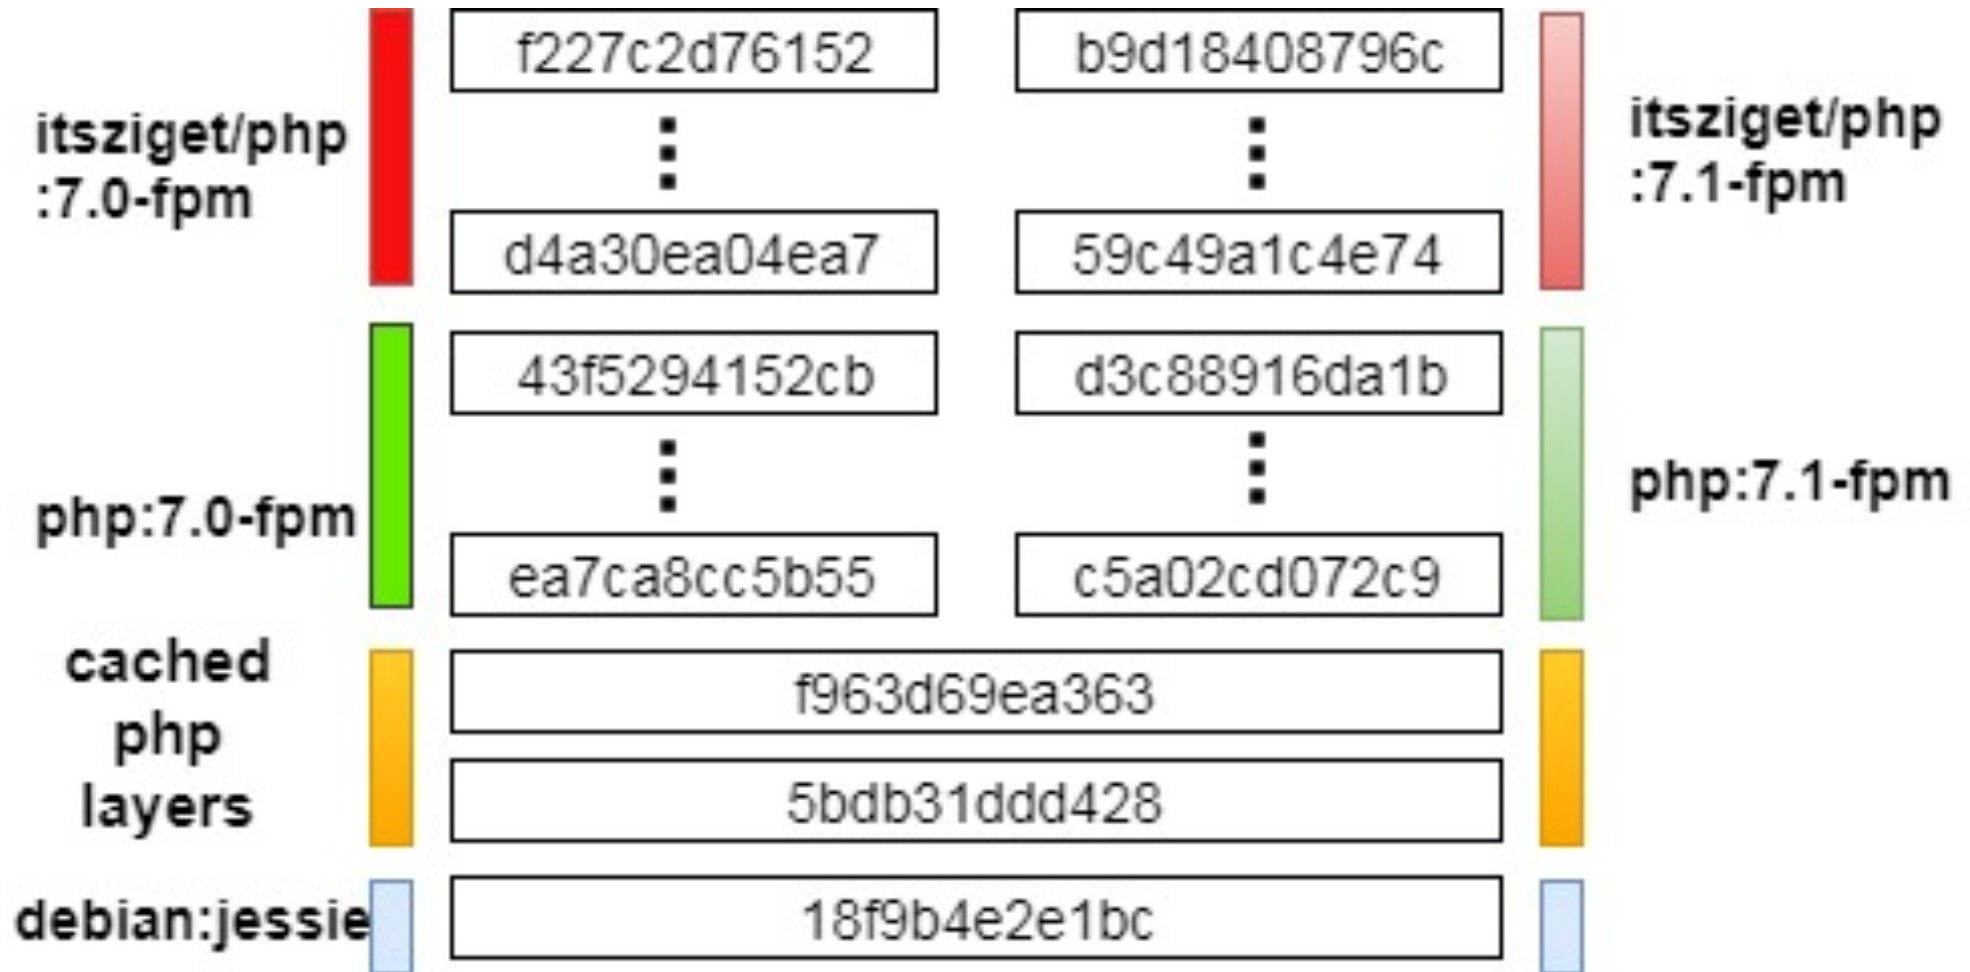 f227c2d76152
b9d18408796c
itsziget/php
:7.0-fpm
itsziget/php
:7.1-fpm
d4a30ea04ea7
59c49a1c4e74
43f5294152cb
d3c88916da1b
php:7.0-fpm
php:7.1-fpm
ea7ca8cc5b55
c5a02cd072c9
cached
php
layers
f963d69ea363
5bdb31ddd428
debian:jessie
18f9b4e2e1bc